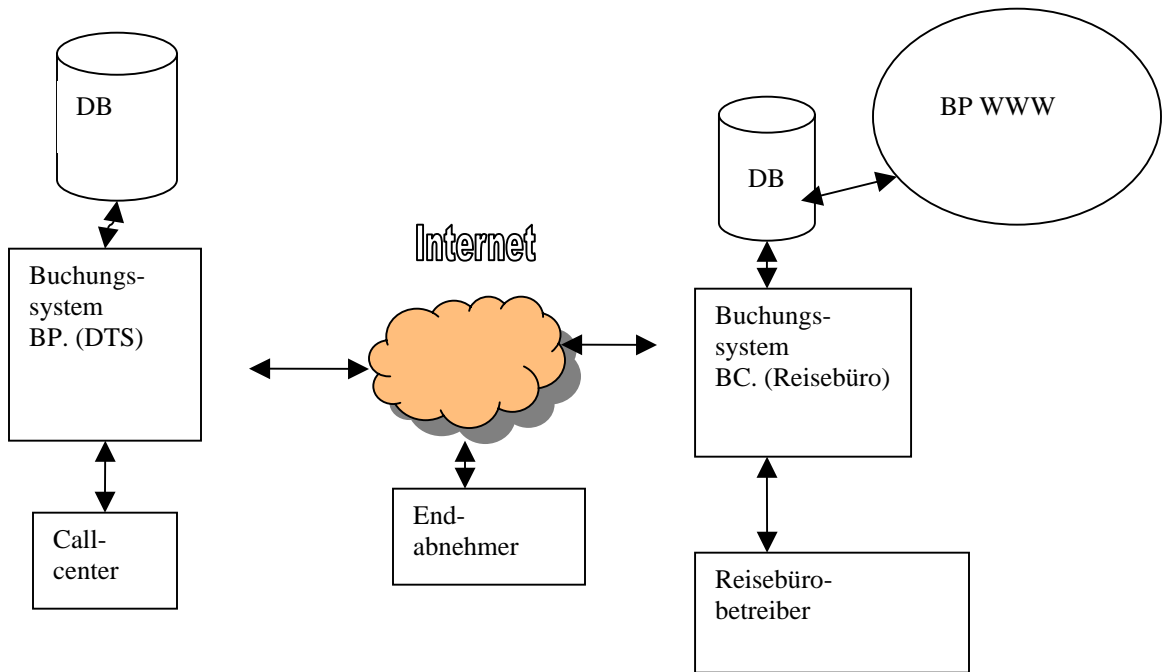 DB
BP WWW
DB
Internet
Buchungs-
system
BP. (DTS)
Buchungs-
system
BC. (Reisebüro)
Call-
center
End-
abnehmer
Reisebüro-
betreiber